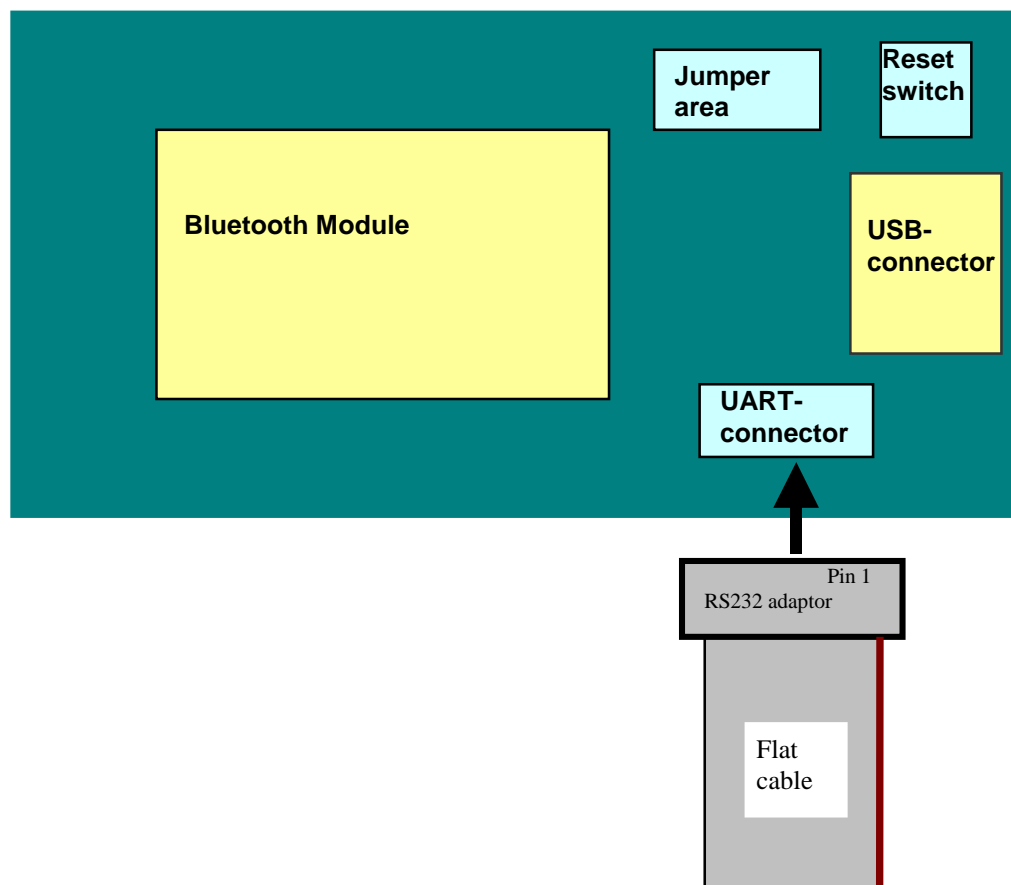 Jumper
area
Reset
switch
Bluetooth Module
USB-
connector
UART-
connector
Pin 1
RS232 adaptor
Flat
cable